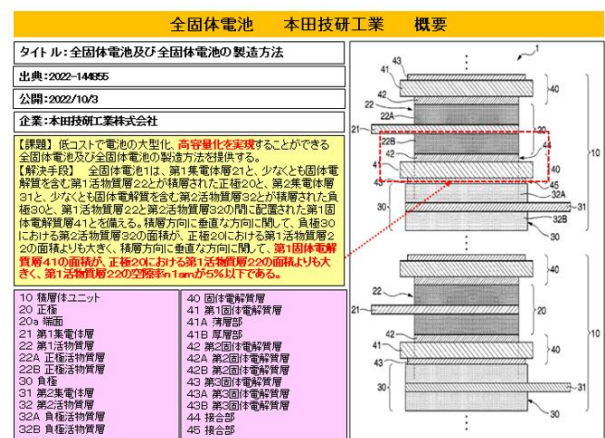 全固体電池 本田技研工業 概要
タイトル:全固体電池及び全固体電池の製造方法
出典:2022-144855
公開:2022/10/3
企業:本田技研工業株式会社
【課題】 低コストで電池の大型化、高容量化を実現することができる
全固体電池及び全固体電池の製造方法を提供する。
【解決手段】 全固体電池1は、第1集電体層21と、少なくとも固体電
解質を含む第1活物質層22とが積層された正極20と、第2集電体層
31と、少なくとも固体電解質を含む第2活物質層32とが積層された負
極30と、第1活物質層22と第2活物質層32の間に配置された第1固
体電解質層41とを備える。積層方向に垂直な方向に関して、負極30
における第2活物質層32の面積が、正極20における第1活物質層2
2の面積よりも大きく、積層方向に垂直な方向に関して、第1固体電解
質層41の面積が、正極20における第1活物質層22の面積よりも大
きく、第1活物質層22の空隙率n1amが5%以下である。
10 積層体ユニット
20 正極
20a 端面
21 第1集電体層
22 第1活物質層
22A 正極活物質層
22B 正極活物質層
30 負極
31 第2集電体層
32 第2活物質層
32A 負極活物質層
32B 負極活物質層
40 固体電解質層
41 第1固体電解質層
41A 薄層部
41B 厚層部
42 第2固体電解質層
42A 第2固体電解質層
42B 第2固体電解質層
43 第3固体電解質層
43A 第3固体電解質層
43B 第3固体電解質層
44 接合部
45 接合部
1
43
41
40
42
22A
22
44
21
20
22B
42
10
41
40
43
45
32A
30
31
32B
30
22
21
20
42
10
41
40
43
30
31
30